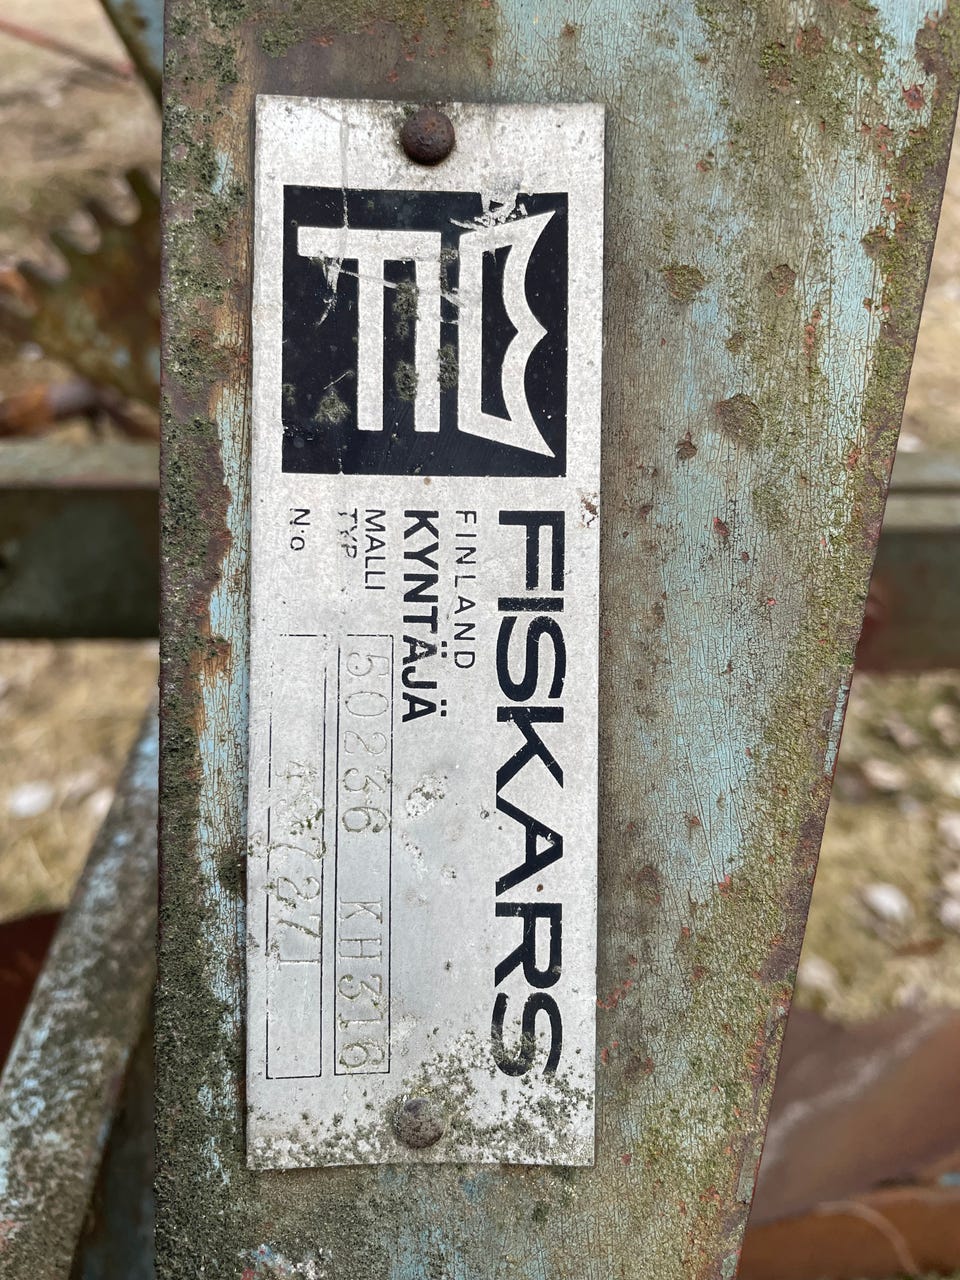 FISKARS
FINLAND
KYNTÄJÄ
MALLI
TYP 50236 KH316
N:o